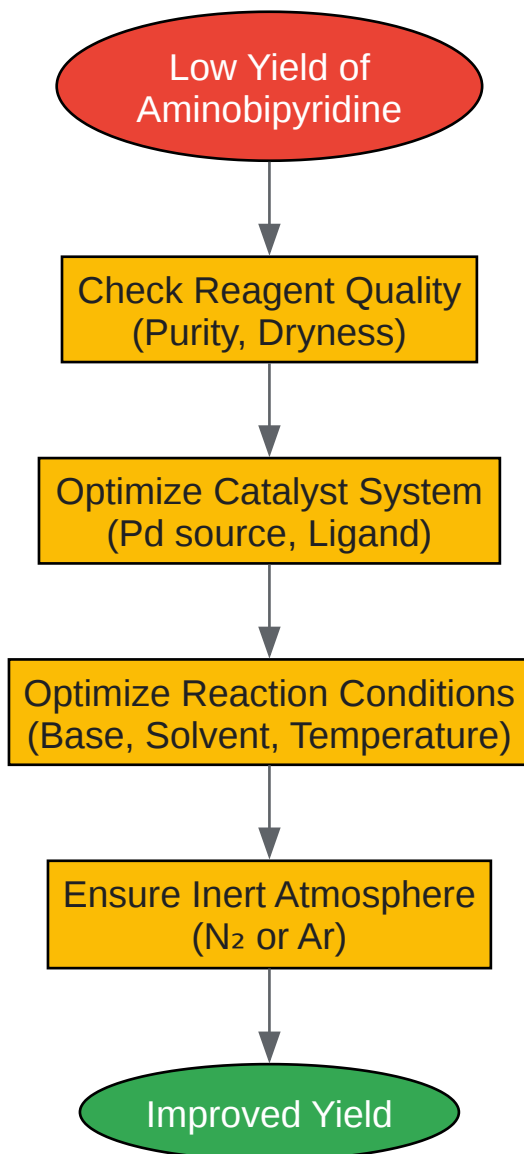 Low Yield of
Aminobipyridine
Check Reagent Quality
(Purity, Dryness)
Optimize Catalyst System
(Pd source, Ligand)
Optimize Reaction Conditions
(Base, Solvent, Temperature)
Ensure Inert Atmosphere
(N₂ or Ar)
Improved Yield